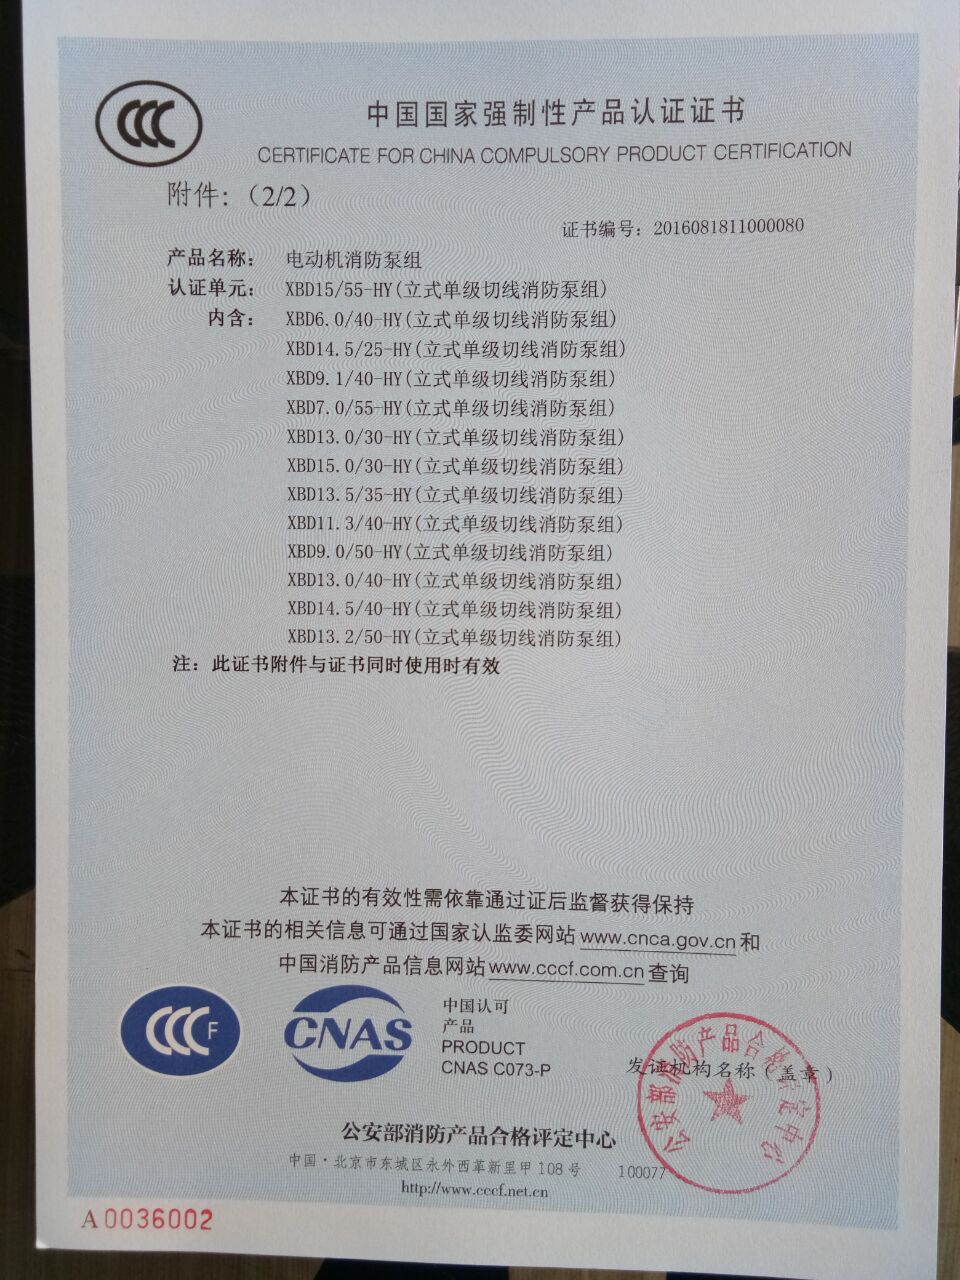 中国国家强制性产品认证证书
CERTIFICATE FOR CHINA COMPULSORY PRODUCT CERTIFICATION
附件:（2/2）
证书编号：2016081811000080
产品名称： 电动机消防泵组
认证单元： XBD15/55-HY(立式单级切线消防泵组)
内含： XBD6.0/40-HY(立式单级切线消防泵组)
XBD14.5/25-HY(立式单级切线消防泵组)
XBD9.1/40-HY(立式单级切线消防泵组)
XBD7.0/55-HY(立式单级切线消防泵组)
XBD13.0/30-HY(立式单级切线消防泵组)
XBD15.0/30-HY(立式单级切线消防泵组)
XBD13.5/35-HY(立式单级切线消防泵组)
XBD11.3/40-HY(立式单级切线消防泵组)
XBD9.0/50-HY(立式单级切线消防泵组)
XBD13.0/40-HY(立式单级切线消防泵组)
XBD14.5/40-HY(立式单级切线消防泵组)
XBD13.2/50-HY(立式单级切线消防泵组)
注：此证书附件与证书同时使用时有效
本证书的有效性需依靠通过证后监督获得保持
本证书的相关信息可通过国家认监委网站www.cnca.gov.cn和
中国消防产品信息网站www.cccf.com.cn查询
CCCF
CNAS
中国认可
产品
PRODUCT
CNAS C073-P
发证机构名称（盖章）
公安部消防产品合格评定中心
公安部消防产品合格评定中心
中国·北京市东城区永外西革新里甲108号 100077
http://www.cccf.net.cn
A0036002